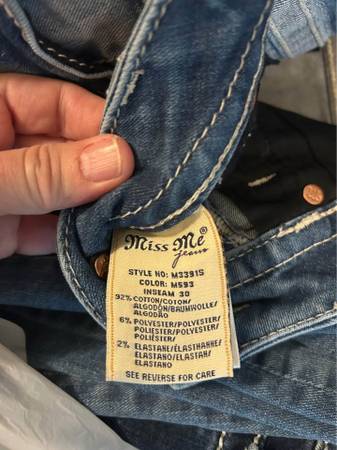 Miss Me
Jeans
STYLE NO: M3391S
COLOR: M593
INSEAM 30
92% COTTON/COTON/
ALGODÓN/BAUMWOLLE/
ALGODÃO
6% POLYESTER/POLYESTER/
POLIÉSTER/POLYESTER/
POLIÉSTER/
2% ELASTANE/ÉLASTHANNE/
ELASTANO/ELASTAN/
ELASTANO
SEE REVERSE FOR CARE